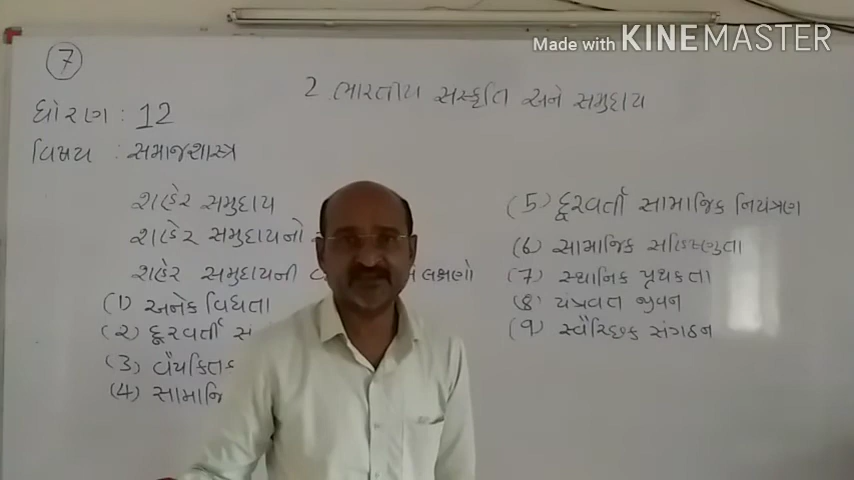 Made with KINEMASTER
7
2 ભારતીય સંસ્કૃતિ અને સમુદાય
ધોરણ : 12
વિષય : સમાજશાસ્ત્ર
શહેર સમુદાય
શહેર સમુદાયનો
શહેર સમુદાયની લક્ષણો
(1) અનેક વિધતા
(૨) દૂરવર્તી
(3) વૈયક્તિક
(4)
(5) દૂરવર્તી સામાજિક નિયંત્રણ
(6) સામાજિક સહિષ્ણુતા
(7) સ્થાનિક પૃથકતા
(8) યંત્રવત જીવન
(9) સ્વૈચ્છિક સંગઠન